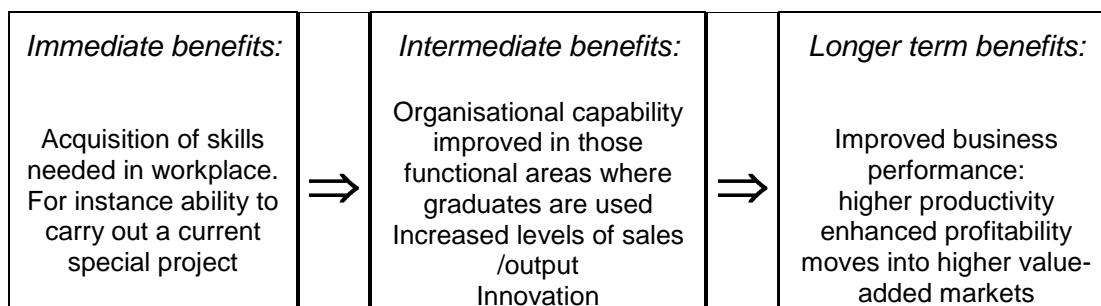 Immediate benefits:
Acquisition of skills
needed in workplace.
For instance ability to
carry out a current
special project
⇒
Intermediate benefits:
Organisational capability
improved in those
functional areas where
graduates are used
Increased levels of sales
/output
Innovation
⇒
Longer term benefits:
Improved business
performance:
higher productivity
enhanced profitability
moves into higher value-
added markets